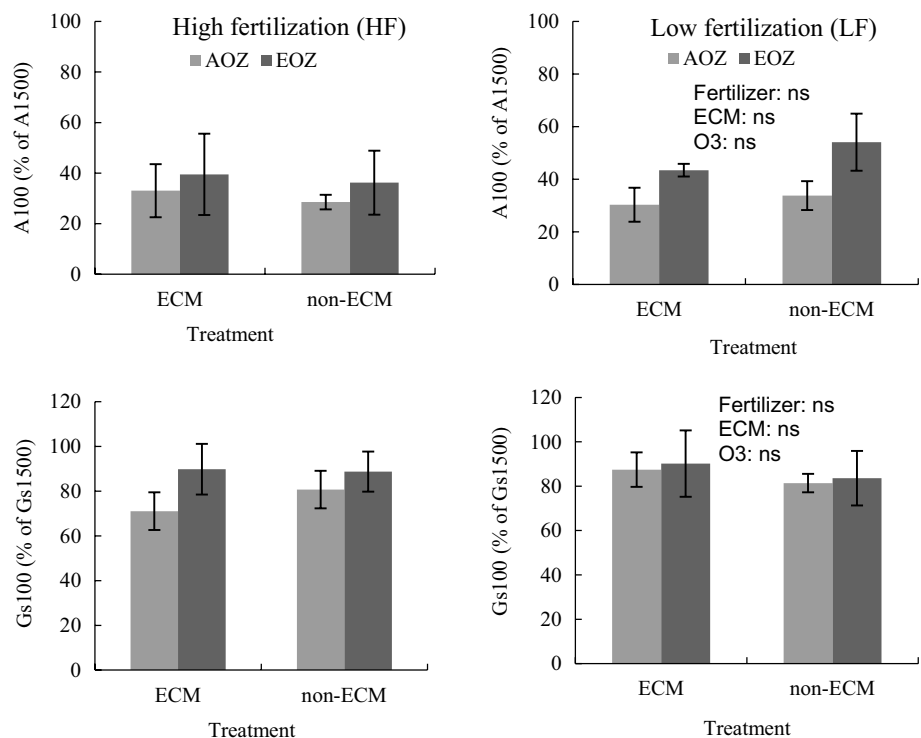 High fertilization (HF)
AOZ EOZ
A100 (% of A1500)
100
80
60
40
20
0
ECM non-ECM
Treatment
Low fertilization (LF)
AOZ EOZ
Fertilizer: ns
ECM: ns
O3: ns
A100 (% of A1500)
100
80
60
40
20
0
ECM non-ECM
Treatment
Gs100 (% of Gs1500)
120
100
80
60
40
20
0
ECM non-ECM
Treatment
Fertilizer: ns
ECM: ns
O3: ns
Gs100 (% of Gs1500)
120
100
80
60
40
20
0
ECM non-ECM
Treatment